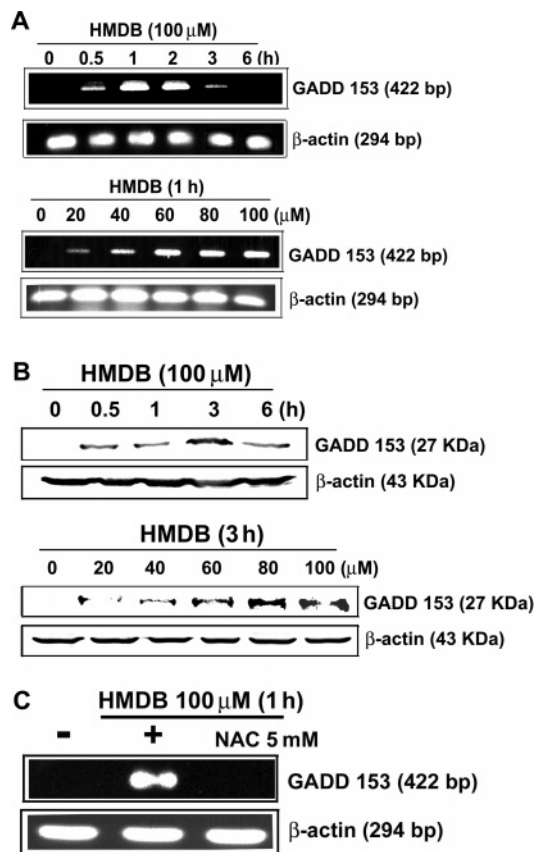 A
HMDB (100 μM)
0 0.5 1 2 3 6 (h)
GADD 153 (422 bp)
β-actin (294 bp)
HMDB (1 h)
0 20 40 60 80 100 (μM)
GADD 153 (422 bp)
β-actin (294 bp)
B
HMDB (100 μM)
0 0.5 1 3 6 (h)
GADD 153 (27 KDa)
β-actin (43 KDa)
HMDB (3 h)
0 20 40 60 80 100 (μM)
GADD 153 (27 KDa)
β-actin (43 KDa)
C
HMDB 100 μM (1 h)
- + NAC 5 mM
GADD 153 (422 bp)
β-actin (294 bp)